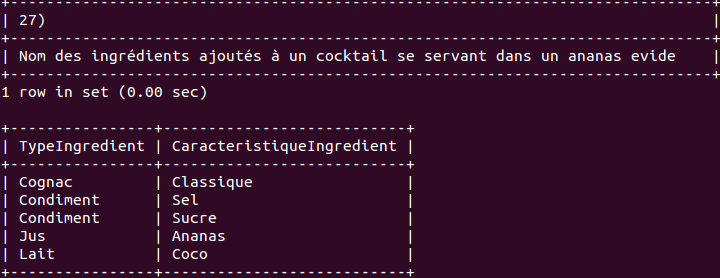 +------------------------------------------------------------------------------+
| 27) |
+------------------------------------------------------------------------------+
| Nom des ingrédients ajoutés à un cocktail se servant dans un ananas evide |
+------------------------------------------------------------------------------+
1 row in set (0.00 sec)
+----------------+---------------------------+
| TypeIngredient | CaracteristiqueIngredient |
+----------------+---------------------------+
| Cognac | Classique |
| Condiment | Sel |
| Condiment | Sucre |
| Jus | Ananas |
| Lait | Coco |
+----------------+---------------------------+